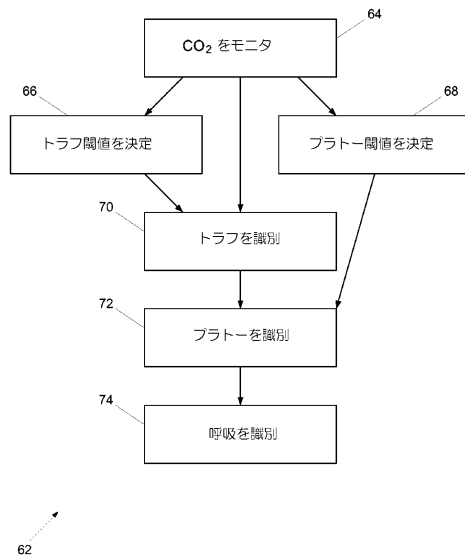 64
CO₂ をモニタ
66
トラフ閾値を決定
68
プラトー閾値を決定
70
トラフを識別
72
プラトーを識別
74
呼吸を識別
62